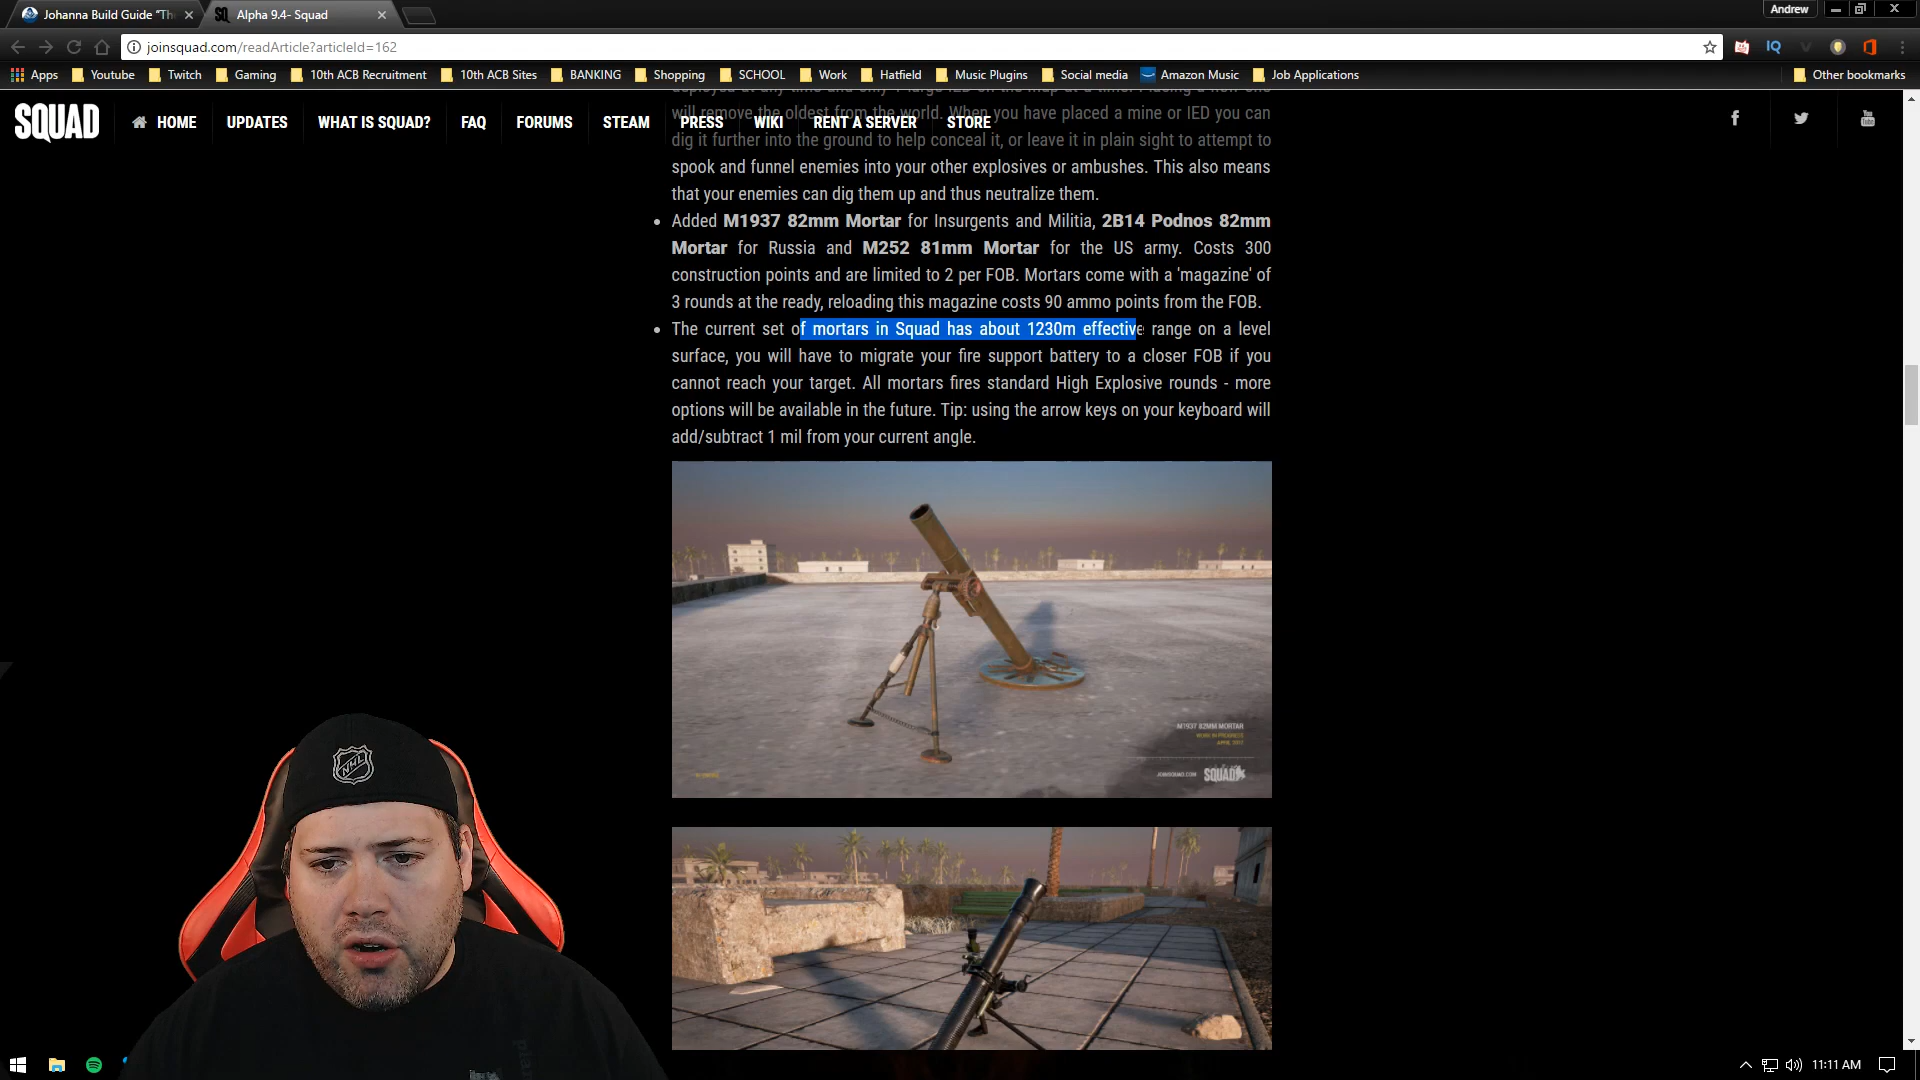 Johanna Build Guide "Th
Alpha 9.4- Squad
Andrew
joinsquad.com/readArticle?articleId=162
Apps Youtube Twitch Gaming 10th ACB Recruitment 10th ACB Sites BANKING Shopping SCHOOL Work Hatfield Music Plugins Social media Amazon Music Job Applications Other bookmarks
SQUAD HOME UPDATES WHAT IS SQUAD? FAQ FORUMS STEAM PRESS WIKI RENT A SERVER STORE
will remove the oldest from the world. When you have placed a mine or IED you can
dig it further into the ground to help conceal it, or leave it in plain sight to attempt to
spook and funnel enemies into your other explosives or ambushes. This also means
that your enemies can dig them up and thus neutralize them.
Added M1937 82mm Mortar for Insurgents and Militia, 2B14 Podnos 82mm
Mortar for Russia and M252 81mm Mortar for the US army. Costs 300
construction points and are limited to 2 per FOB. Mortars come with a 'magazine' of
3 rounds at the ready, reloading this magazine costs 90 ammo points from the FOB.
The current set of mortars in Squad has about 1230m effective range on a level
surface, you will have to migrate your fire support battery to a closer FOB if you
cannot reach your target. All mortars fires standard High Explosive rounds - more
options will be available in the future. Tip: using the arrow keys on your keyboard will
add/subtract 1 mil from your current angle.
M1937 82MM MORTAR
WORK IN PROGRESS
APRIL 2017
JOINSQUAD.COM SQUAD
NHL
11:11 AM